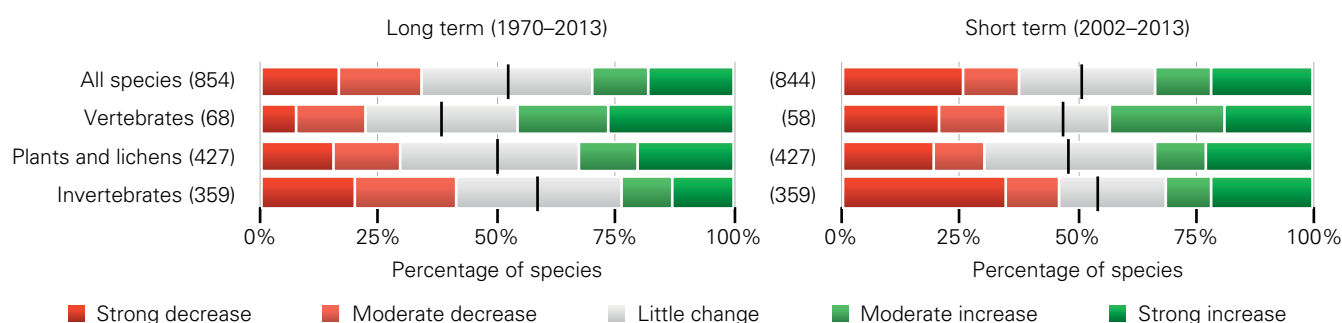 Long term (1970–2013)
Short term (2002–2013)
All species (854)
(844)
Vertebrates (68)
(58)
Plants and lichens (427)
(427)
Invertebrates (359)
(359)
0% 25% 50% 75% 100%
0% 25% 50% 75% 100%
Percentage of species
Percentage of species
Strong decrease Moderate decrease Little change Moderate increase Strong increase